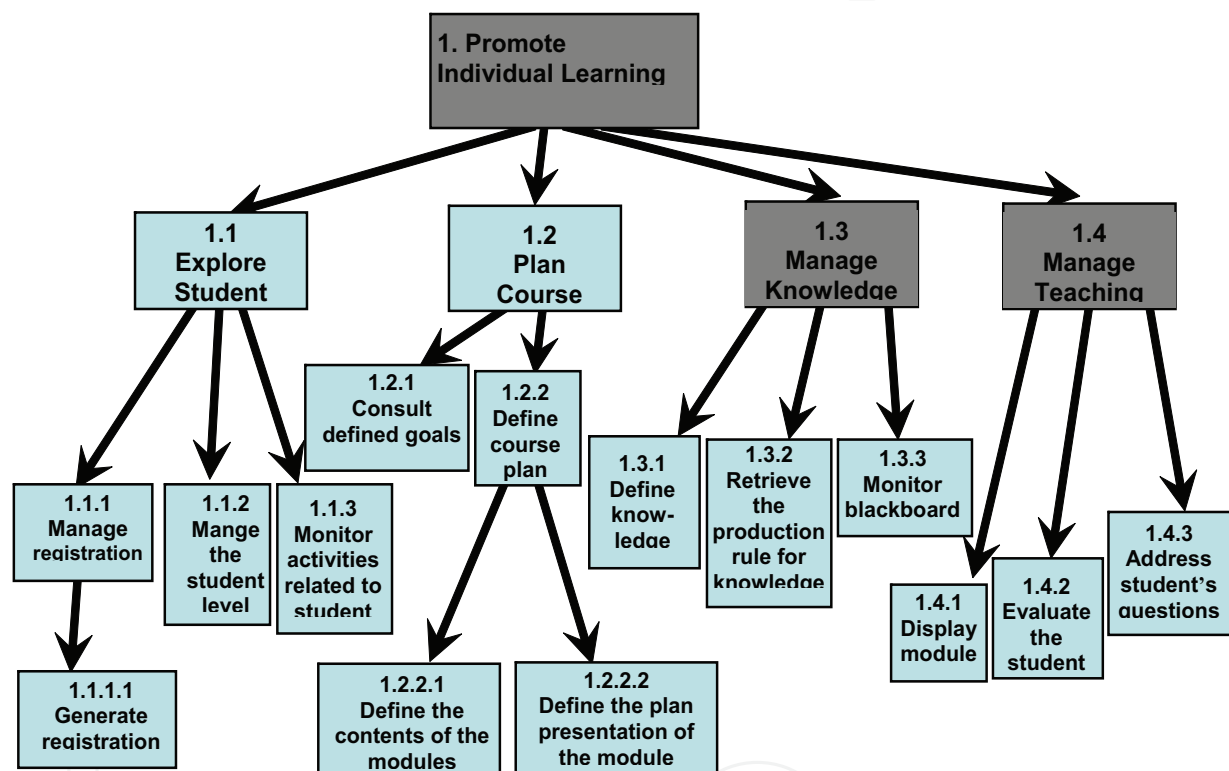 1. Promote
Individual Learning
1.1
Explore
Student
1.2
Plan
Course
1.3
Manage
Knowledge
1.4
Manage
Teaching
1.2.1
Consult
defined goals
1.2.2
Define
course
plan
1.3.1
Define
know-
ledge
1.3.2
Retrieve
the
production
rule for
knowledge
1.3.3
Monitor
blackboard
1.1.1
Manage
registration
1.1.2
Mange
the
student
level
1.1.3
Monitor
activities
related to
student
1.4.1
Display
module
1.4.2
Evaluate
the
student
1.4.3
Address
student's
questions
1.1.1.1
Generate
registration
1.2.2.1
Define the
contents of the
modules
1.2.2.2
Define the plan
presentation of
the module